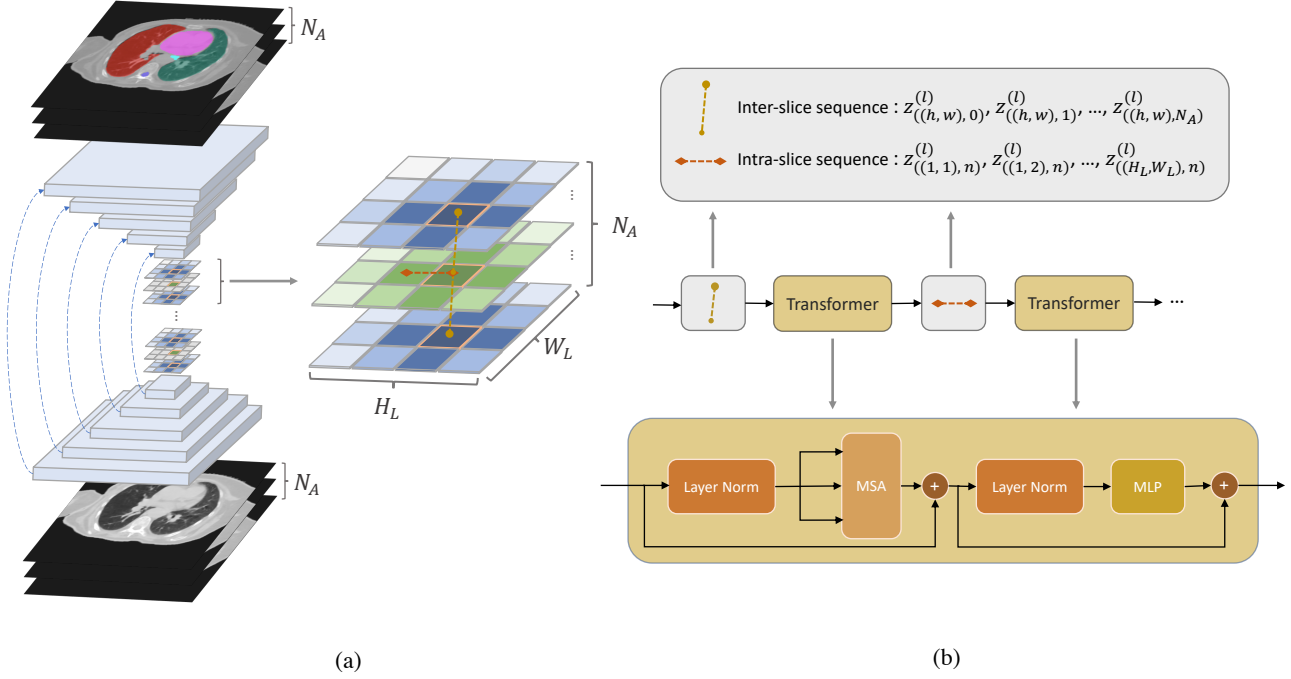 N_A
N_A
W_L
H_L
N_A
(a)
Inter-slice sequence : z^{(l)}_{((h, w), 0)}, z^{(l)}_{((h, w), 1)}, ..., z^{(l)}_{((h, w),N_A)}
Intra-slice sequence : z^{(l)}_{((1, 1), n)}, z^{(l)}_{((1, 2), n)}, ..., z^{(l)}_{((H_L,W_L), n)}
Transformer
Transformer
...
Layer Norm
MSA
+
Layer Norm
MLP
+
(b)